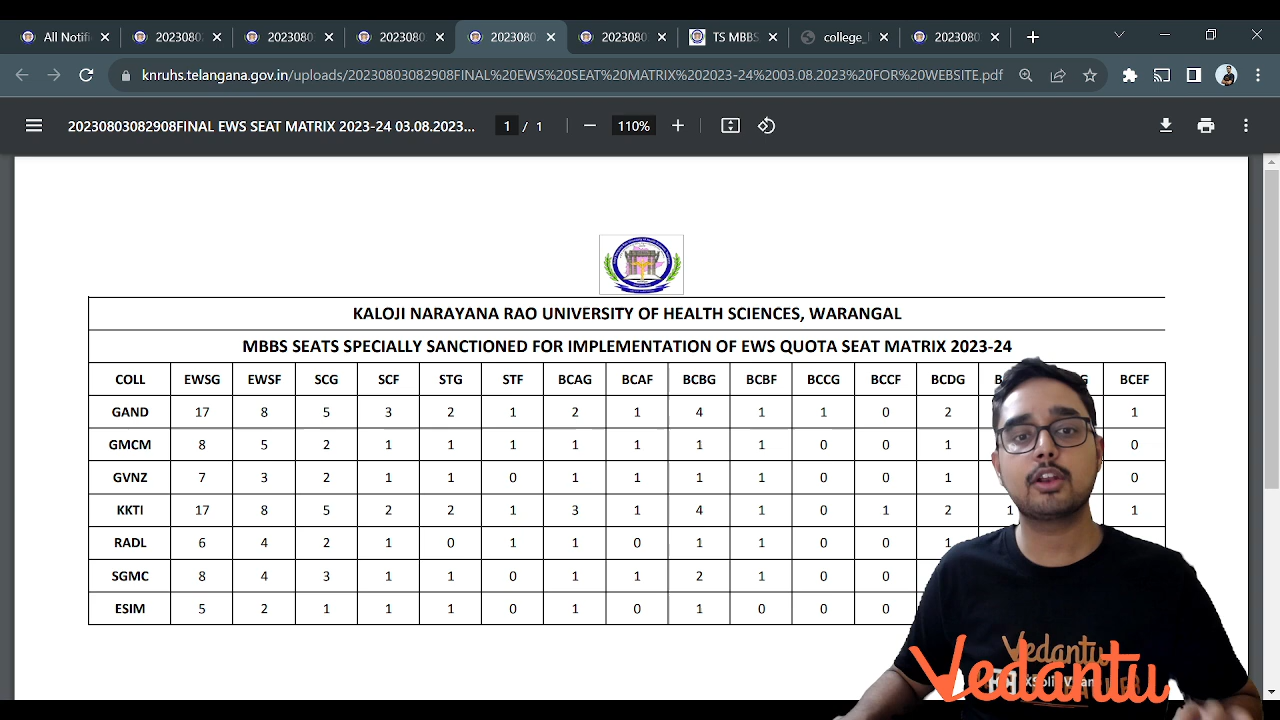 All Notifi
2023080
2023080
2023080
2023080
2023080
TS MBBS
college_l
2023080
knruhs.telangana.gov.in/uploads/20230803082908FINAL%20EWS%20SEAT%20MATRIX%202023-24%2003.08.2023%20FOR%20WEBSITE.pdf
20230803082908FINAL EWS SEAT MATRIX 2023-24 03.08.2023... 1 / 1 110%
KALOJI NARAYANA RAO UNIVERSITY OF HEALTH SCIENCES, WARANGAL
MBBS SEATS SPECIALLY SANCTIONED FOR IMPLEMENTATION OF EWS QUOTA SEAT MATRIX 2023-24
COLL EWSG EWSF SCG SCF STG STF BCAG BCAF BCBG BCBF BCCG BCCF BCDG BCEF
GAND 17 8 5 3 2 1 2 1 4 1 1 0 2 1
GMCM 8 5 2 1 1 1 1 1 1 1 0 0 1 0
GVNZ 7 3 2 1 1 0 1 1 1 1 0 0 1 0
KKTI 17 8 5 2 2 1 3 1 4 1 0 1 2 1 1
RADL 6 4 2 1 0 1 1 0 1 1 0 0 1
SGMC 8 4 3 1 1 0 1 1 2 1 0 0
ESIM 5 2 1 1 1 0 1 0 1 0 0 0
Vedantu
Vedantu